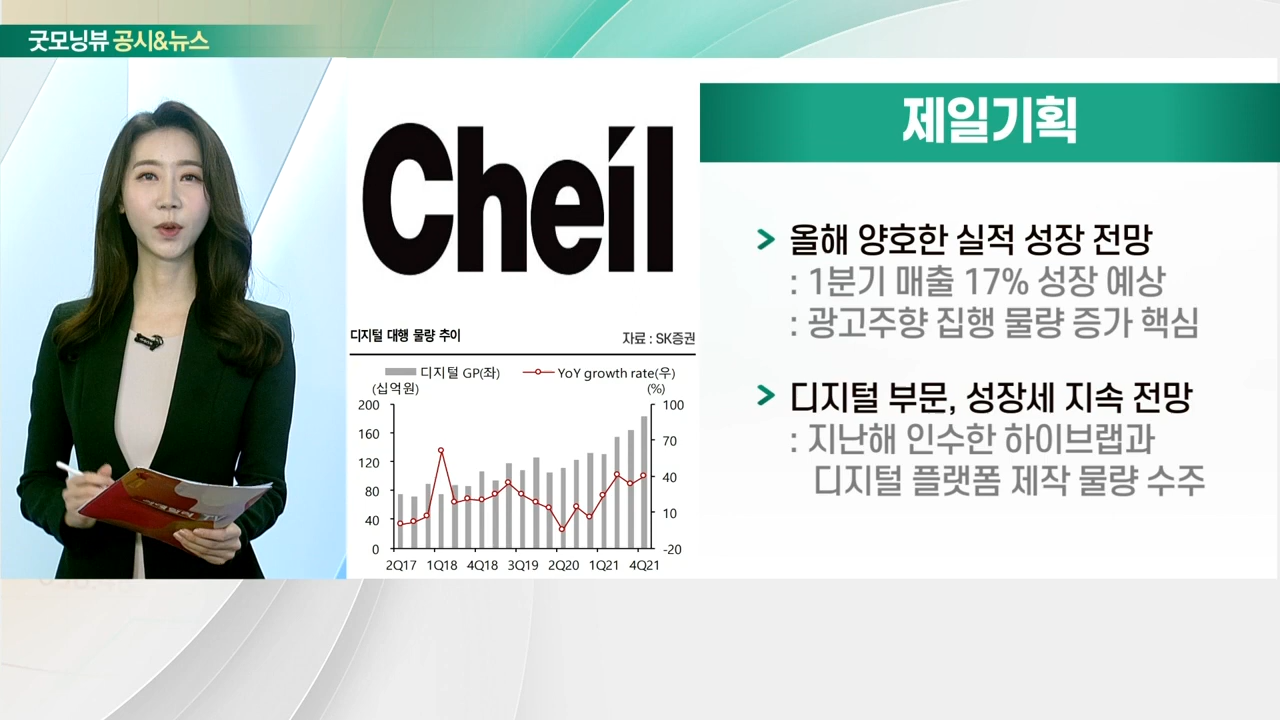 굿모닝뷰 공시&뉴스
Cheil
제일기획
> 올해 양호한 실적 성장 전망
: 1분기 매출 17% 성장 예상
: 광고주향 집행 물량 증가 핵심
> 디지털 부문, 성장세 지속 전망
: 지난해 인수한 하이브랩과
디지털 플랫폼 제작 물량 수주
디지털 대행 물량 추이 자료 : SK증권
디지털 GP(좌) YoY growth rate(우)
(십억원) (%)
200 100
160 70
120 40
80 10
40
0 -20
2Q17 1Q18 4Q18 3Q19 2Q20 1Q21 4Q21